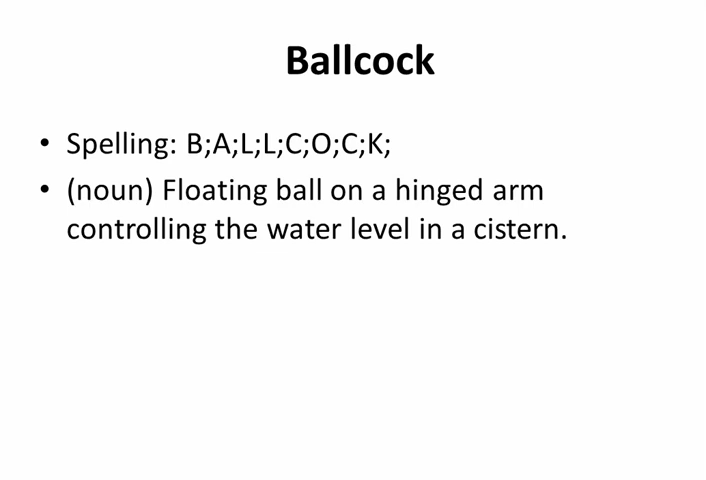 Ballcock
• Spelling: B;A;L;L;C;O;C;K;
• (noun) Floating ball on a hinged arm
controlling the water level in a cistern.